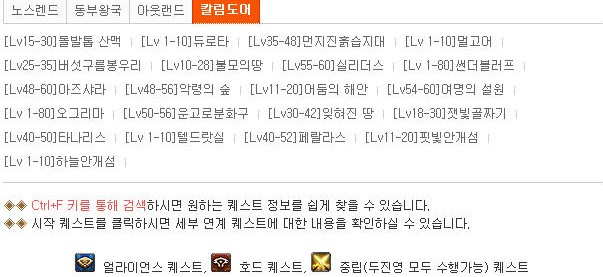 노스렌드 동부왕국 아웃랜드 칼림도어
[Lv15-30]돌발톱 산맥 | [Lv 1-10]듀로타 | [Lv35-48]먼지진흙습지대 | [Lv 1-10]멀고어 |
[Lv25-35]버섯구름봉우리 | [Lv10-28]불모의땅 | [Lv55-60]실리더스 | [Lv 1-80]썬더블러프 |
[Lv48-60]아즈샤라 | [Lv48-56]악령의 숲 | [Lv11-20]어둠의 해안 | [Lv54-60]여명의 설원 |
[Lv 1-80]오그리마 | [Lv50-56]운고로분화구 | [Lv30-42]잊혀진 땅 | [Lv18-30]잿빛골짜기 |
[Lv40-50]타나리스 | [Lv 1-10]텔드랏실 | [Lv40-52]페랄라스 | [Lv11-20]핏빛안개섬 |
[Lv 1-10]하늘안개섬 |
◈◈ Ctrl+F 키를 통해 검색하시면 원하는 퀘스트 정보를 쉽게 찾을 수 있습니다.
◈◈ 시작 퀘스트를 클릭하시면 세부 연계 퀘스트에 대한 내용을 확인하실 수 있습니다.
얼라이언스 퀘스트, 호드 퀘스트, 중립(두진영 모두 수행가능) 퀘스트